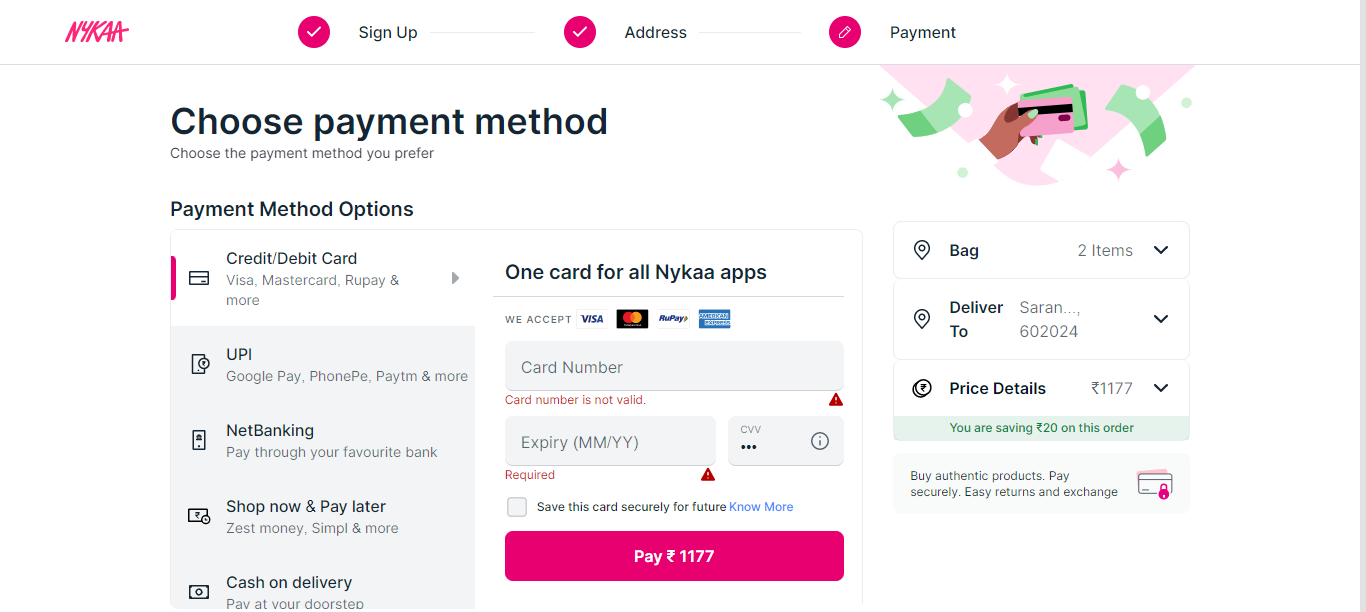 NYKAA
Sign Up
Address
Payment
Choose payment method
Choose the payment method you prefer
Payment Method Options
Credit/Debit Card
Visa, Mastercard, Rupay &
more
UPI
Google Pay, PhonePe, Paytm & more
NetBanking
Pay through your favourite bank
Shop now & Pay later
Zest money, Simpl & more
Cash on delivery
Pay at your doorstep
One card for all Nykaa apps
WE ACCEPT VISA RuPay AMERICAN EXPRESS
Card Number
Card number is not valid.
Expiry (MM/YY)
CVV
•••
Required
Save this card securely for future Know More
Pay ₹ 1177
Bag 2 Items
Deliver Saran...,
To 602024
Price Details ₹1177
You are saving ₹20 on this order
Buy authentic products. Pay
securely. Easy returns and exchange